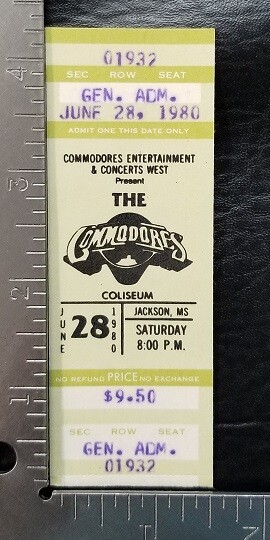 01932
SEC ROW SEAT
GEN. ADM.
JUNE 28, 1980
ADMIT ONE THIS DATE ONLY
COMMODORES ENTERTAINMENT
& CONCERTS WEST
Present
THE
COMMODORES
COLISEUM
JUNE 28 1980
JACKSON, MS
SATURDAY
8:00 P.M.
NO REFUND PRICE NO EXCHANGE
$9.50
SEC ROW SEAT
GEN. ADM.
01932
4
3
2
1
1